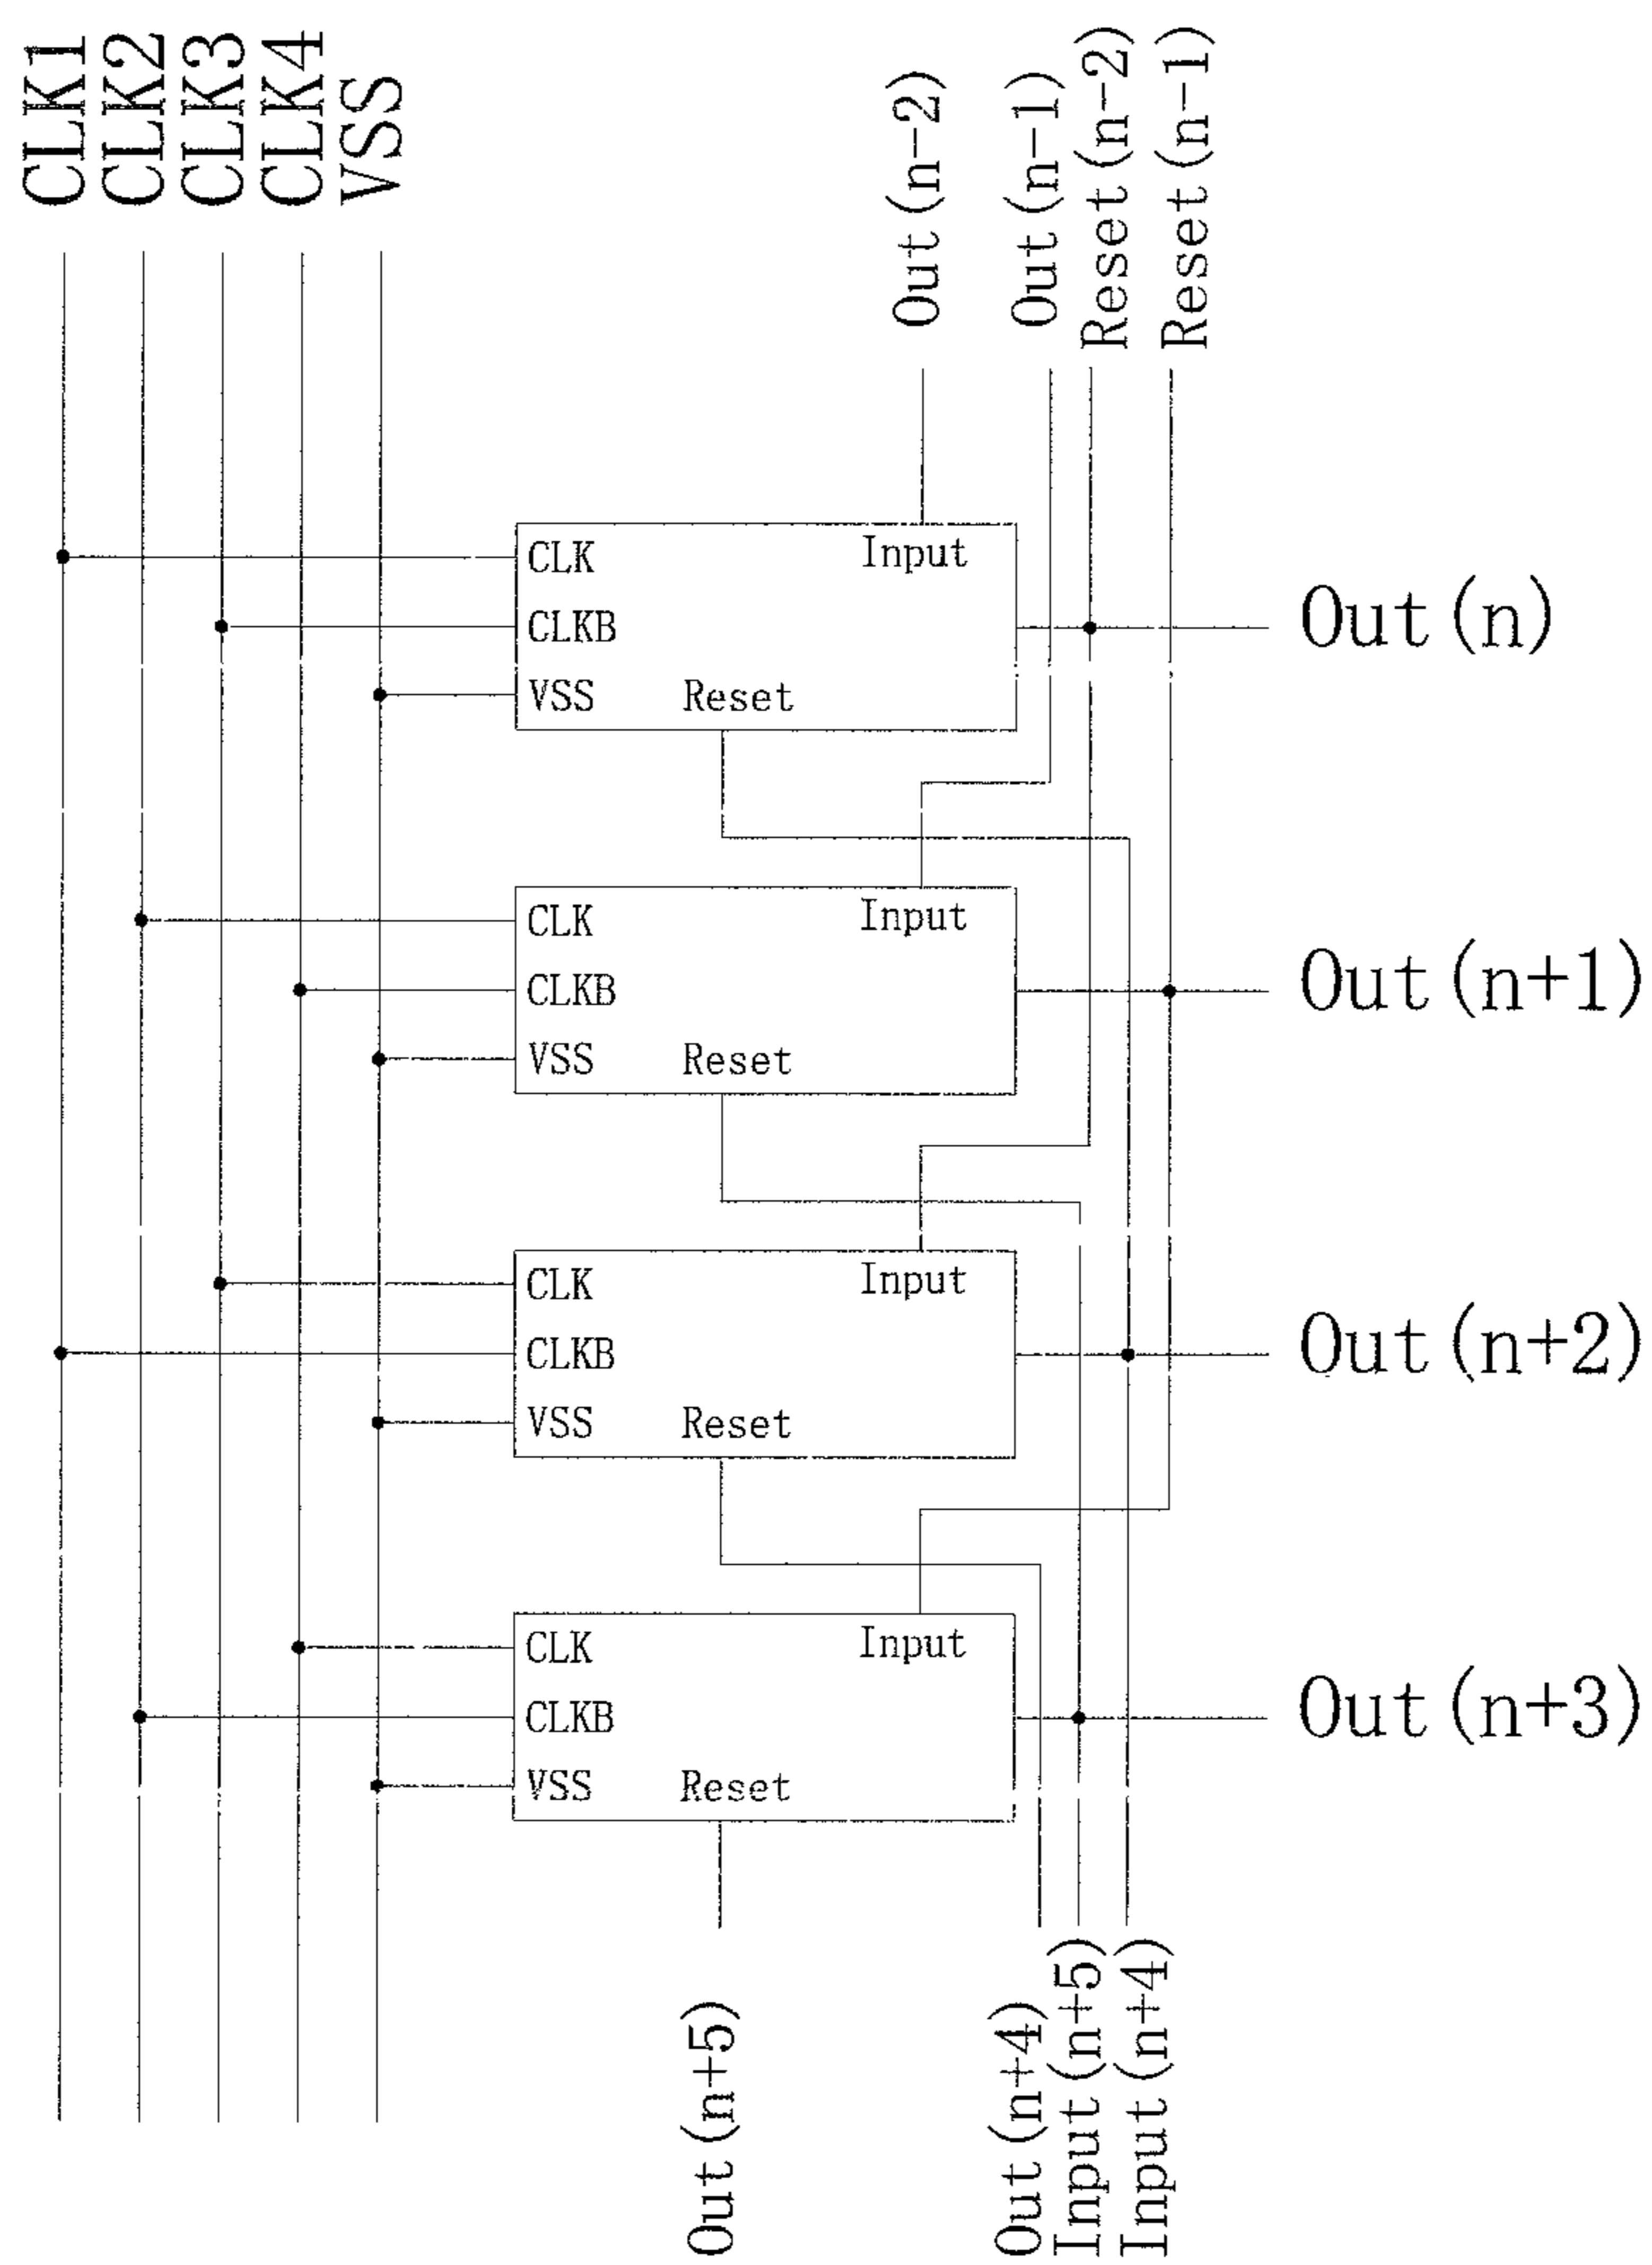 CLK1
CLK2
CLK3
CLK4
VSS
Out(n-2)
Out(n-1)
Reset(n-2)
Reset(n-1)
CLK
Input
CLKB
VSS
Reset
Out(n)
CLK
Input
CLKB
VSS
Reset
Out(n+1)
CLK
Input
CLKB
VSS
Reset
Out(n+2)
CLK
Input
CLKB
VSS
Reset
Out(n+3)
Out(n+5)
Out(n+4)
Input(n+5)
Input(n+4)